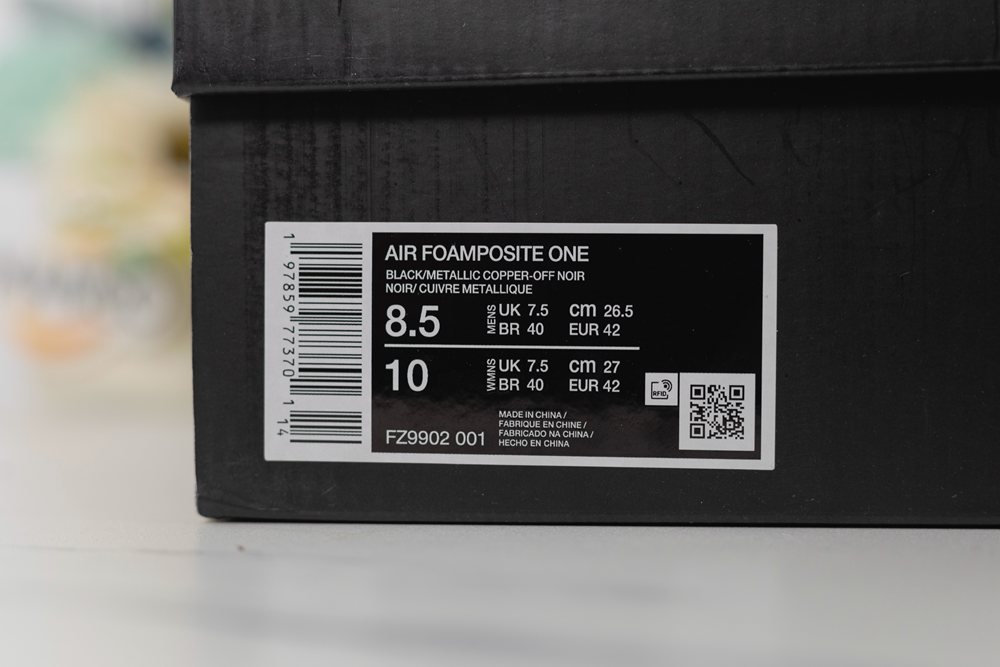 AIR FOAMPOSITE ONE
BLACK/METALLIC COPPER-OFF NOIR
NOIR/ CUIVRE METALLIQUE
8.5 MENS UK 7.5 cm 26.5
BR 40 EUR 42
10 WMNS UK 7.5 cm 27
BR 40 EUR 42
RFID
FZ9902 001
MADE IN CHINA /
FABRIQUE EN CHINE /
FABRICADO NA CHINA /
HECHO EN CHINA
1 97859 77370 1 14